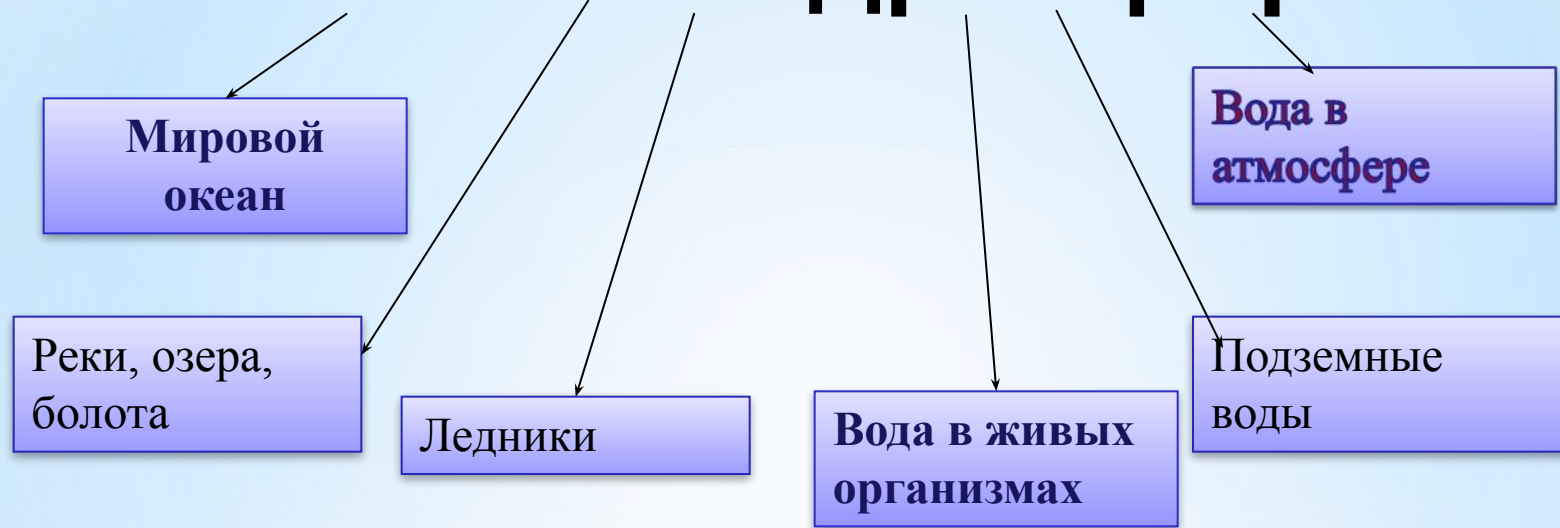 Мировой
океан
Вода в
атмосфере
Реки, озера,
болота
Ледники
Вода в живых
организмах
Подземные
воды